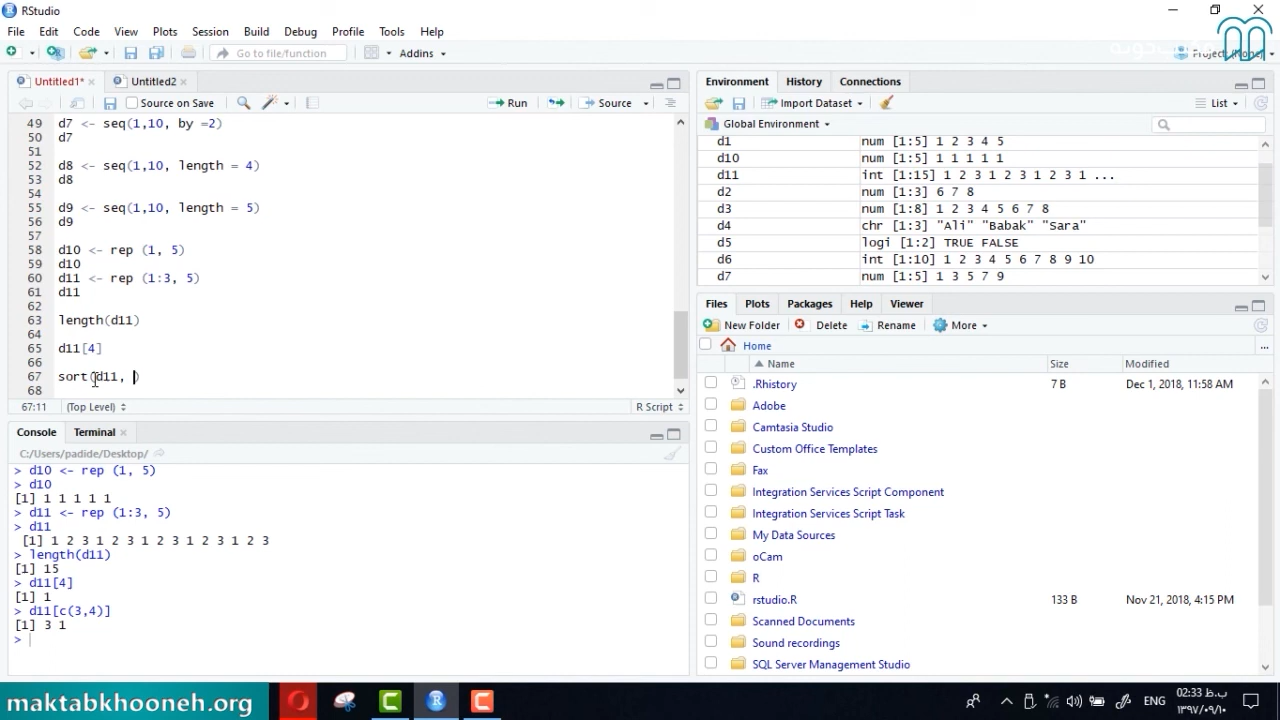 RStudio
File Edit Code View Plots Session Build Debug Profile Tools Help
Go to file/function Addins
Untitled1* Untitled2
Source on Save Run Source
49 d7 <- seq(1,10, by =2)
50 d7
51
52 d8 <- seq(1,10, length = 4)
53 d8
54
55 d9 <- seq(1,10, length = 5)
56 d9
57
58 d10 <- rep (1, 5)
59 d10
60 d11 <- rep (1:3, 5)
61 d11
62
63 length(d11)
64
65 d11[4]
66
67 sort(d11, )
68
67:11 (Top Level) R Script
Console Terminal
C:/Users/padide/Desktop/
> d10 <- rep (1, 5)
> d10
[1] 1 1 1 1 1
> d11 <- rep (1:3, 5)
> d11
[1] 1 2 3 1 2 3 1 2 3 1 2 3 1 2 3
> length(d11)
[1] 15
> d11[4]
[1] 1
> d11[c(3,4)]
[1] 3 1
>
Environment History Connections
Import Dataset List
Global Environment
d1 num [1:5] 1 2 3 4 5
d10 num [1:5] 1 1 1 1 1
d11 int [1:15] 1 2 3 1 2 3 1 2 3 1 ...
d2 num [1:3] 6 7 8
d3 num [1:8] 1 2 3 4 5 6 7 8
d4 chr [1:3] "Ali" "Babak" "Sara"
d5 logi [1:2] TRUE FALSE
d6 int [1:10] 1 2 3 4 5 6 7 8 9 10
d7 num [1:5] 1 3 5 7 9
Files Plots Packages Help Viewer
New Folder Delete Rename More
Home ...
Name Size Modified
.Rhistory 7 B Dec 1, 2018, 11:58 AM
Adobe
Camtasia Studio
Custom Office Templates
Fax
Integration Services Script Component
Integration Services Script Task
My Data Sources
oCam
R
rstudio.R 133 B Nov 21, 2018, 4:15 PM
Scanned Documents
Sound recordings
SQL Server Management Studio
maktabkhooneh.org
ENG 02:33 ب.ظ
۱۳۹۷/۰۹/۱۰